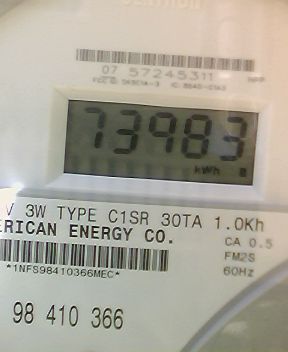 CENTRON
07 57245311
73983
kWh
V 3W TYPE C1SR 30TA 1.0Kh
ERICAN ENERGY CO.
CA 0.5
FM2S
60Hz
*1NFS98410366MEC*
98 410 366